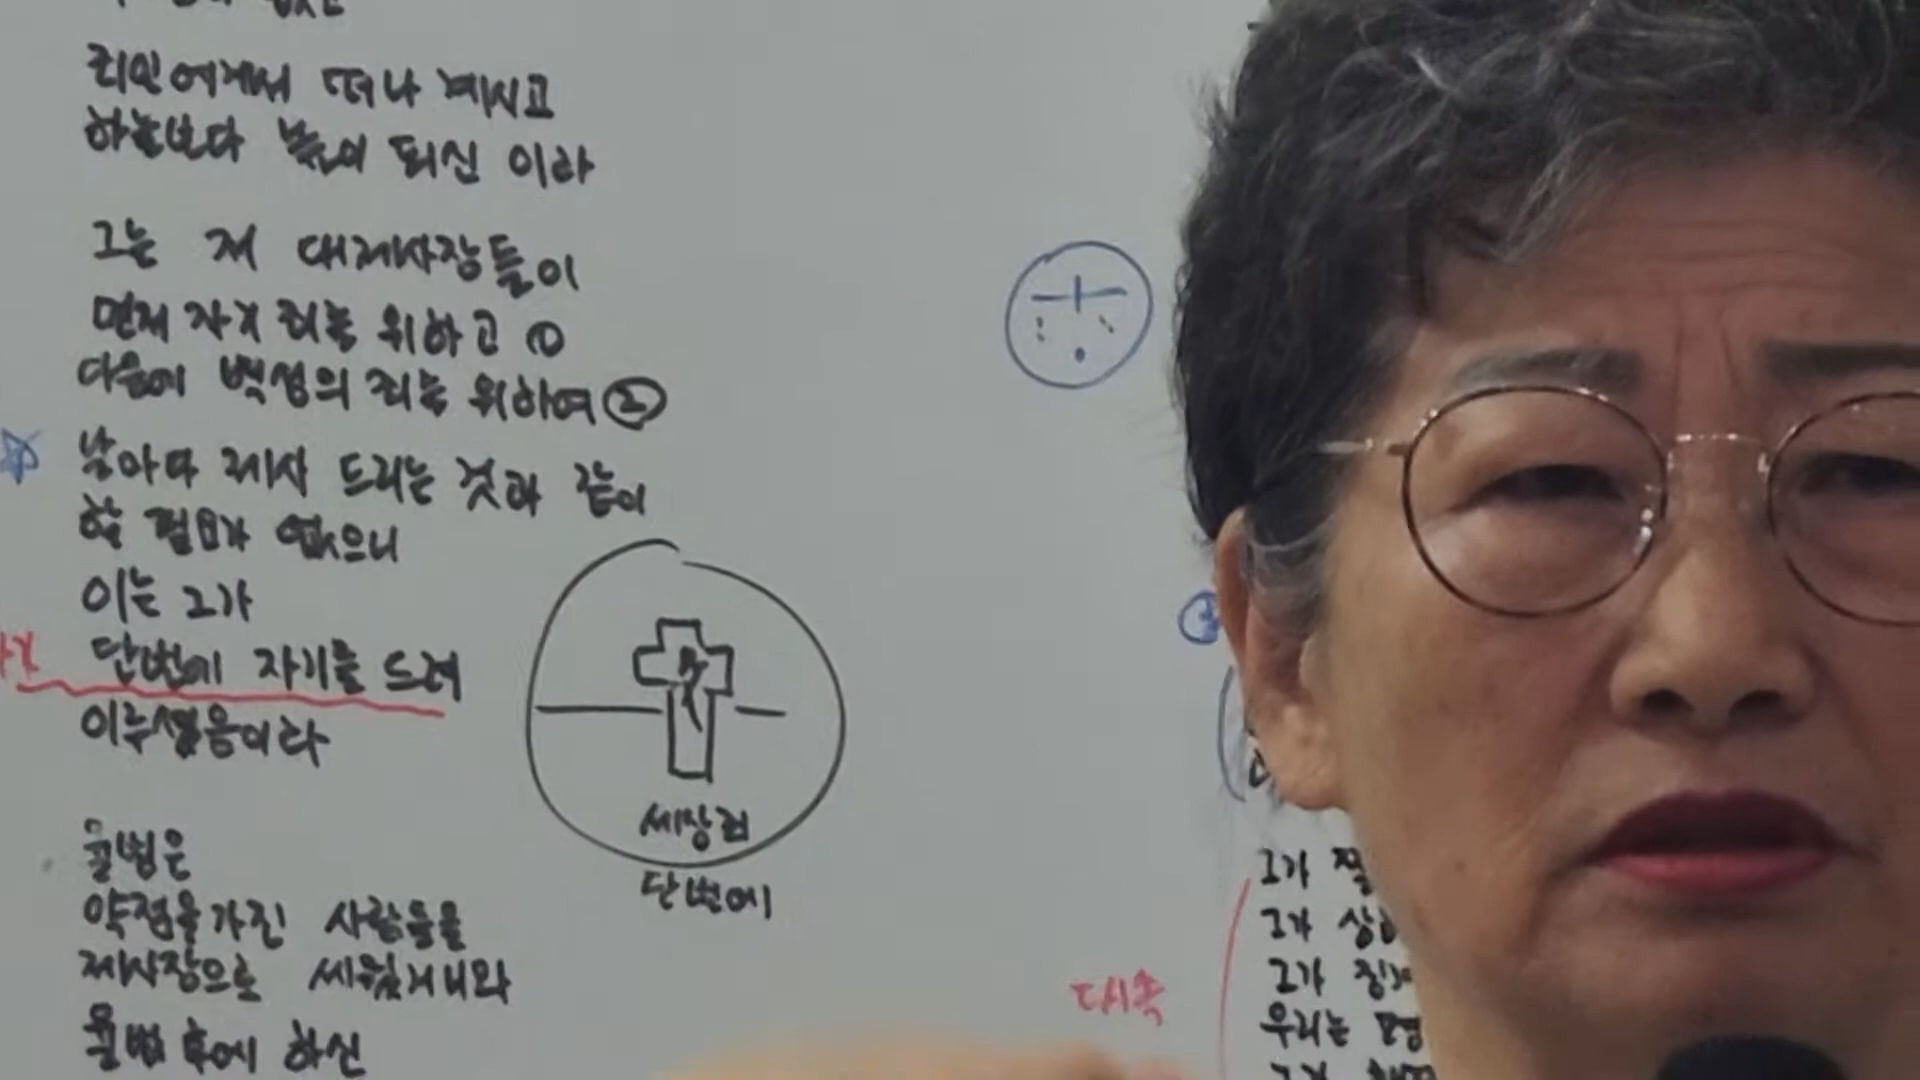 죄인에게서 떠나 계시고
하늘보다 높이 되신 이라
그는 저 대제사장들이
먼저 자기 죄를 위하고 ①
다음에 백성의 죄를 위하여 ②
날마다 제사 드리는 것과 같이
할 필요가 없으니
이는 그가
단번에 자기를 드려
이루셨음이라
세상죄
단번에
율법은
약점을 가진 사람들을
제사장으로 세웠거니와
율법 후에 하신
대속
그가 찔
그가 상
그가 징계
우리는 평